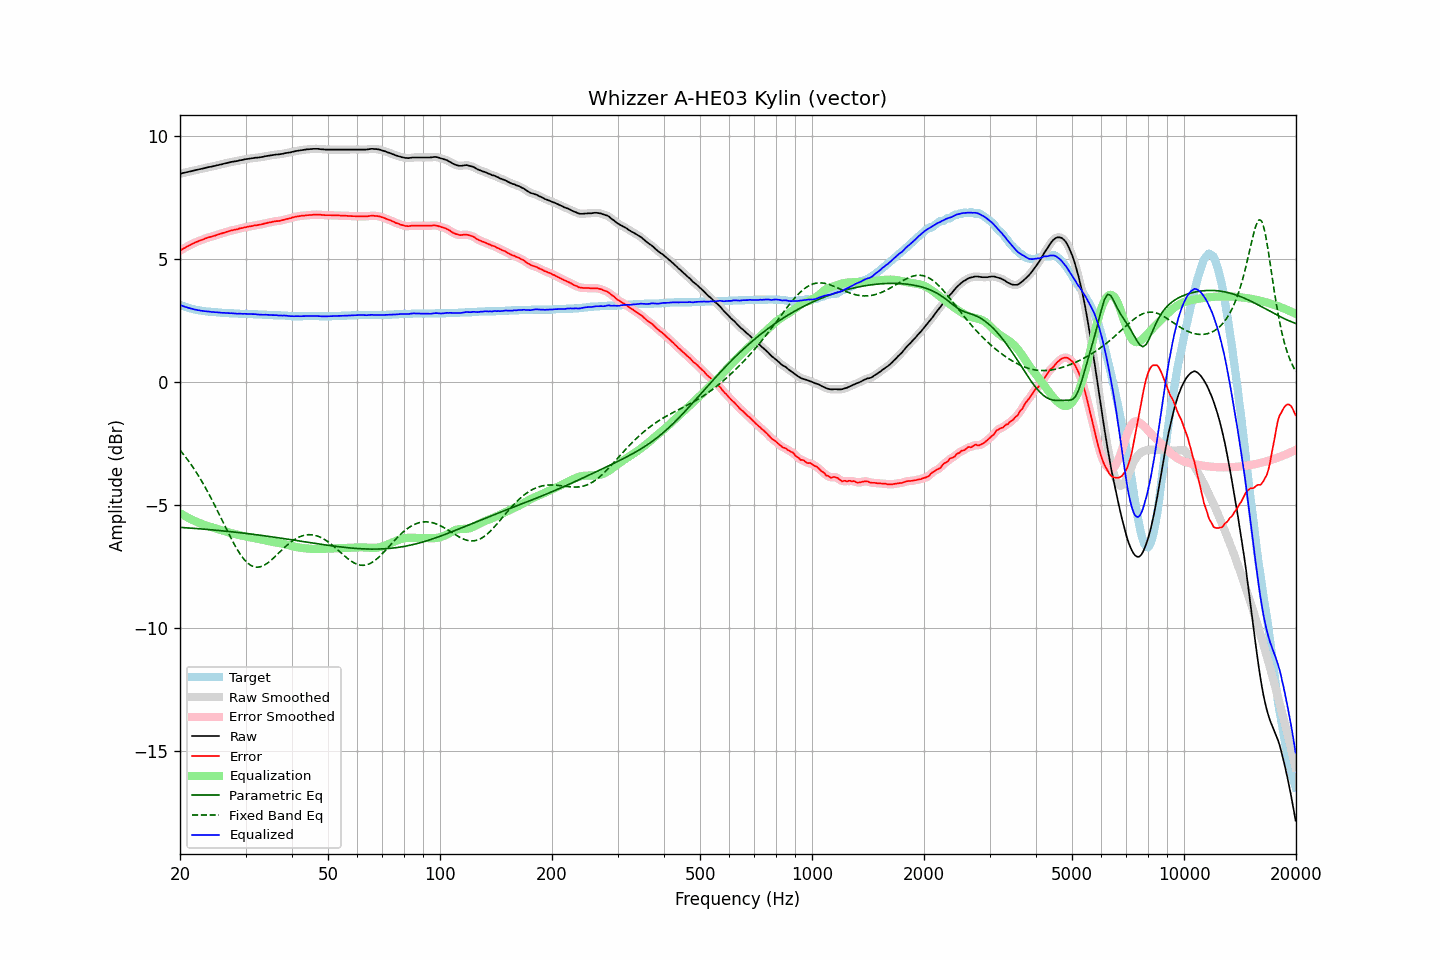 Whizzer A-HE03 Kylin (vector)
Amplitude (dBr)
10
5
0
−5
−10
−15
Target
Raw Smoothed
Error Smoothed
Raw
Error
Equalization
Parametric Eq
Fixed Band Eq
Equalized
20 50 100 200 500 1000 2000 5000 10000 20000
Frequency (Hz)